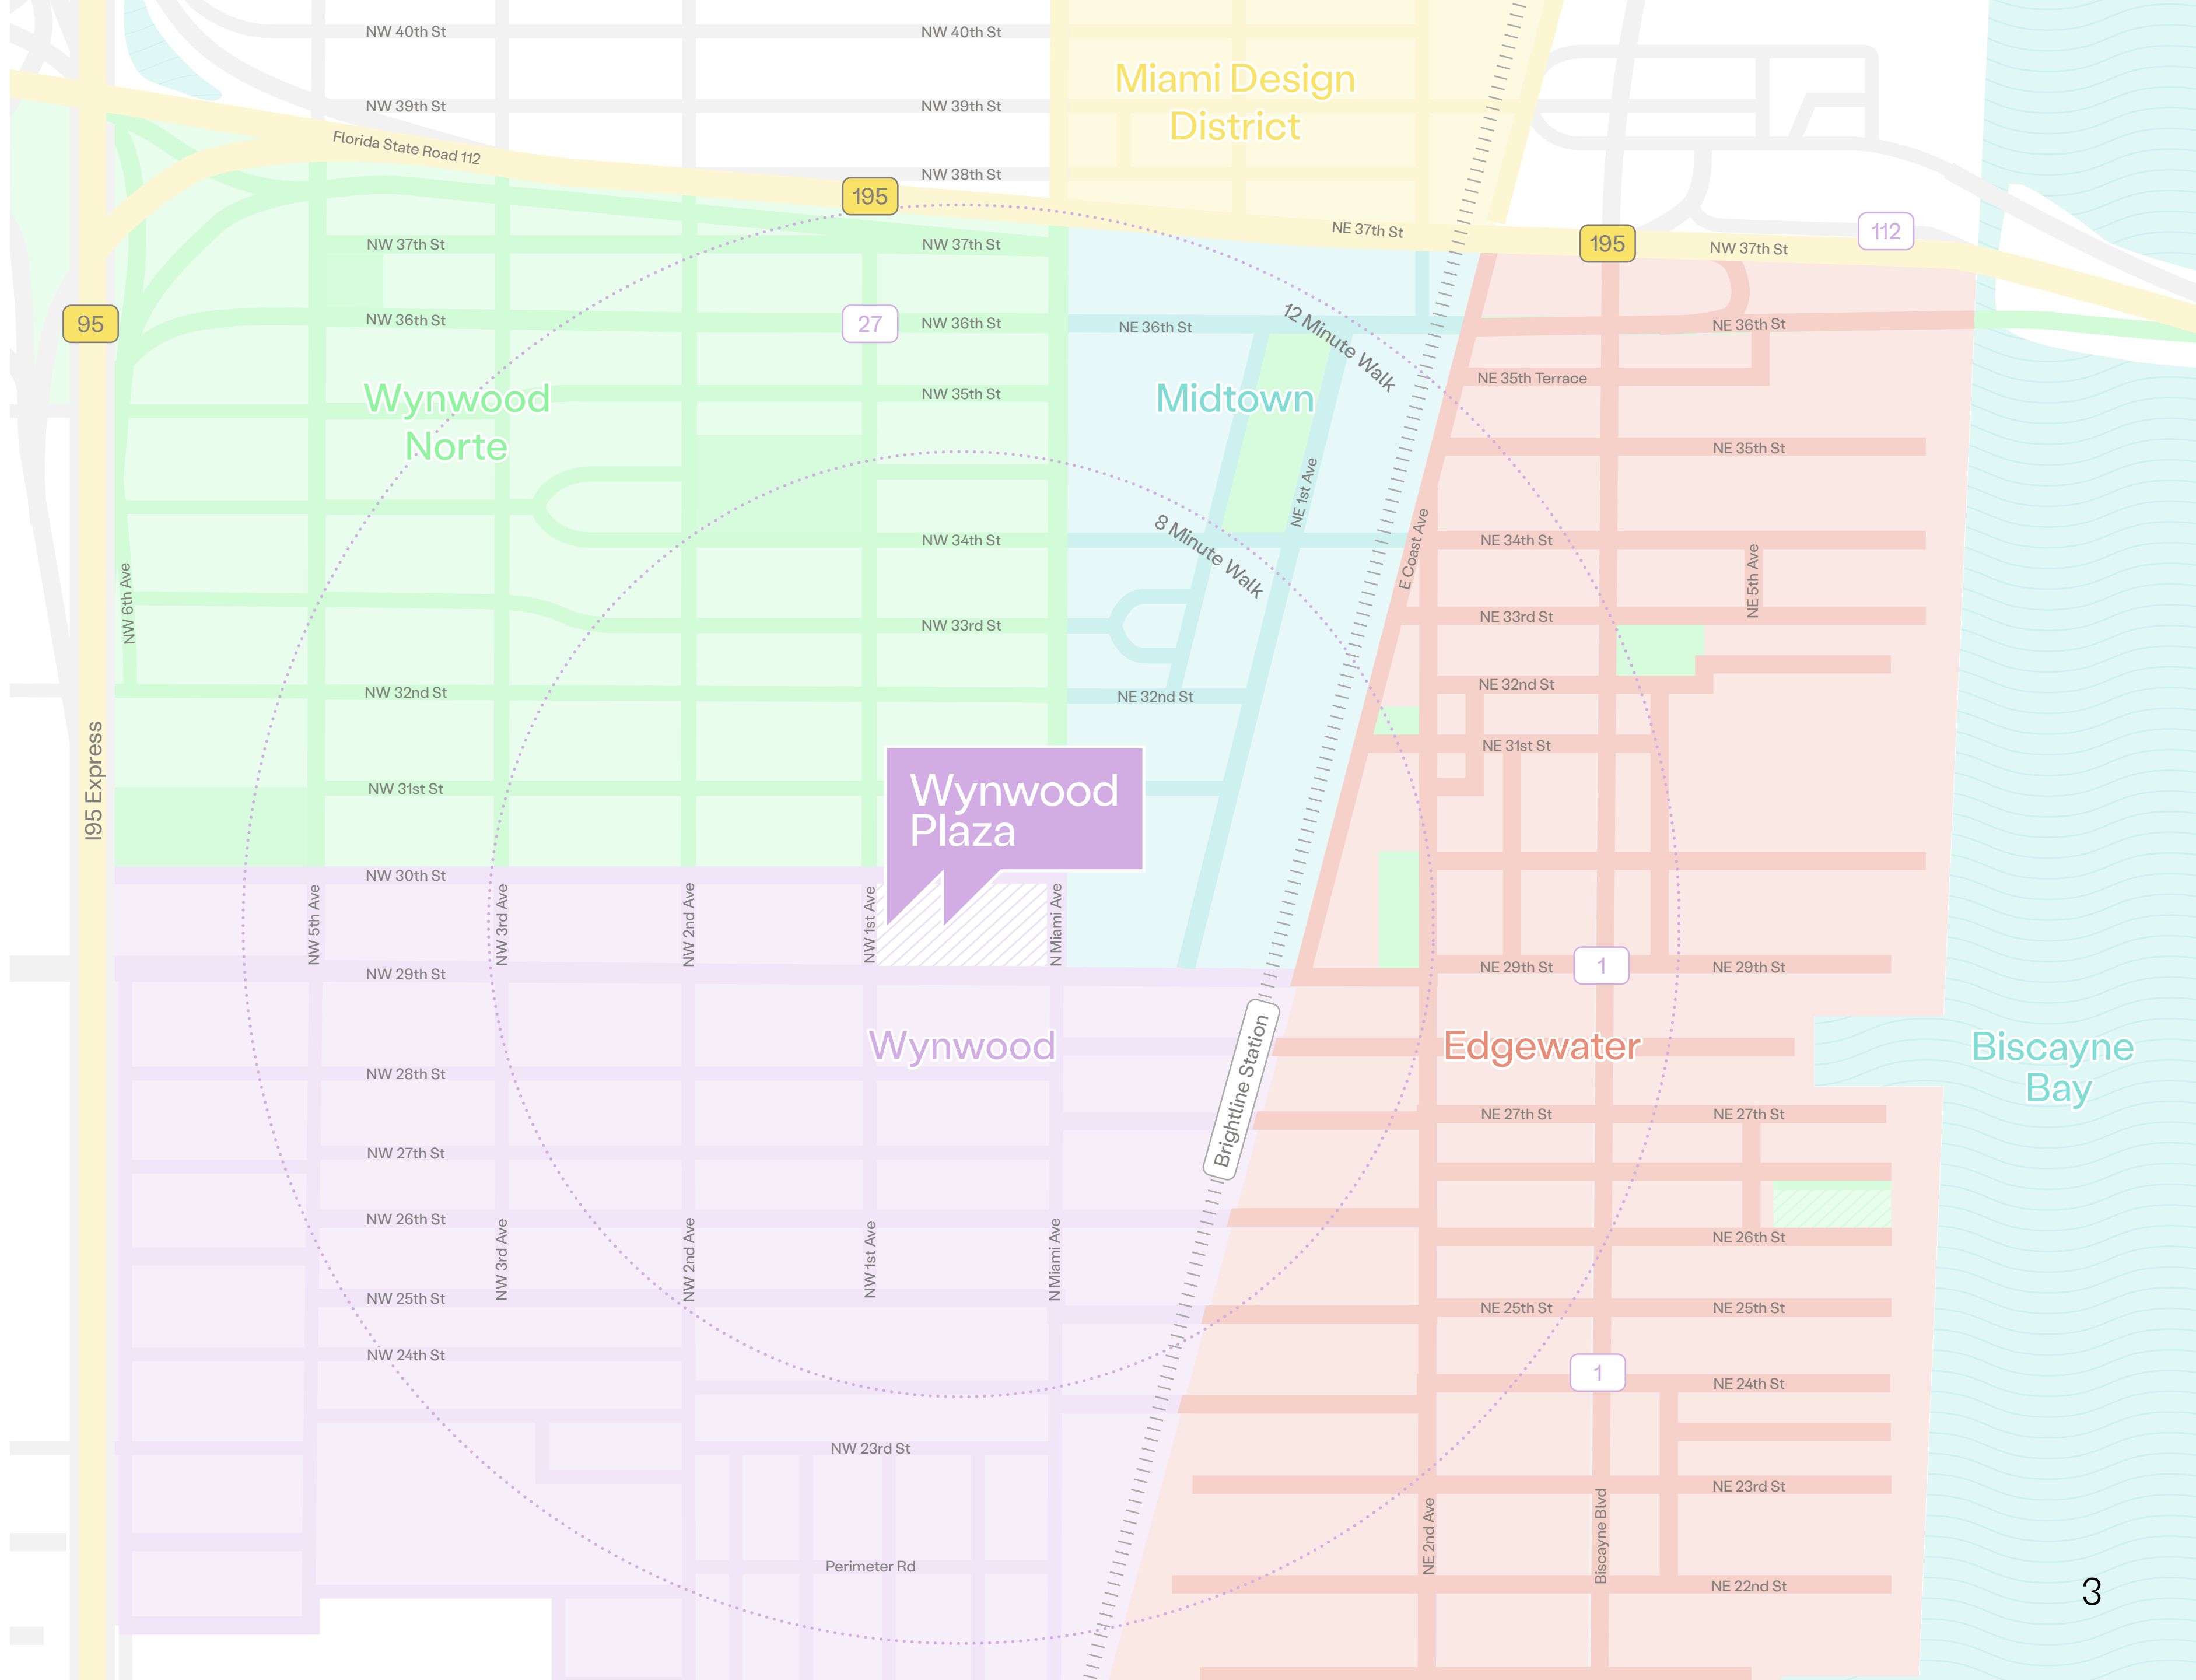 NW 40th St
NW 40th St
Miami Design
District
NW 39th St
NW 39th St
Florida State Road 112
NW 38th St
195
NE 37th St
195
NW 37th St
112
NW 37th St
NW 37th St
95
NW 36th St
27
NW 36th St
NE 36th St
12 Minute Walk
NE 36th St
NE 35th Terrace
Wynwood
Norte
NW 35th St
Midtown
NE 35th St
NE 1st Ave
8 Minute Walk
E Coast Ave
NW 34th St
NE 34th St
NE 5th Ave
NW 6th Ave
NW 33rd St
NE 33rd St
NW 32nd St
NE 32nd St
NE 32nd St
NE 31st St
I95 Express
NW 31st St
Wynwood
Plaza
NW 30th St
NW 5th Ave
NW 3rd Ave
NW 2nd Ave
NW 1st Ave
N Miami Ave
NW 29th St
NE 29th St
1
NE 29th St
Wynwood
Brightline Station
Edgewater
Biscayne
Bay
NW 28th St
NE 27th St
NE 27th St
NW 27th St
NW 26th St
NW 3rd Ave
NW 2nd Ave
NW 1st Ave
N Miami Ave
NE 26th St
NW 25th St
NE 25th St
NE 25th St
NW 24th St
1
NE 24th St
NW 23rd St
NE 23rd St
NE 2nd Ave
Biscayne Blvd
Perimeter Rd
NE 22nd St
3